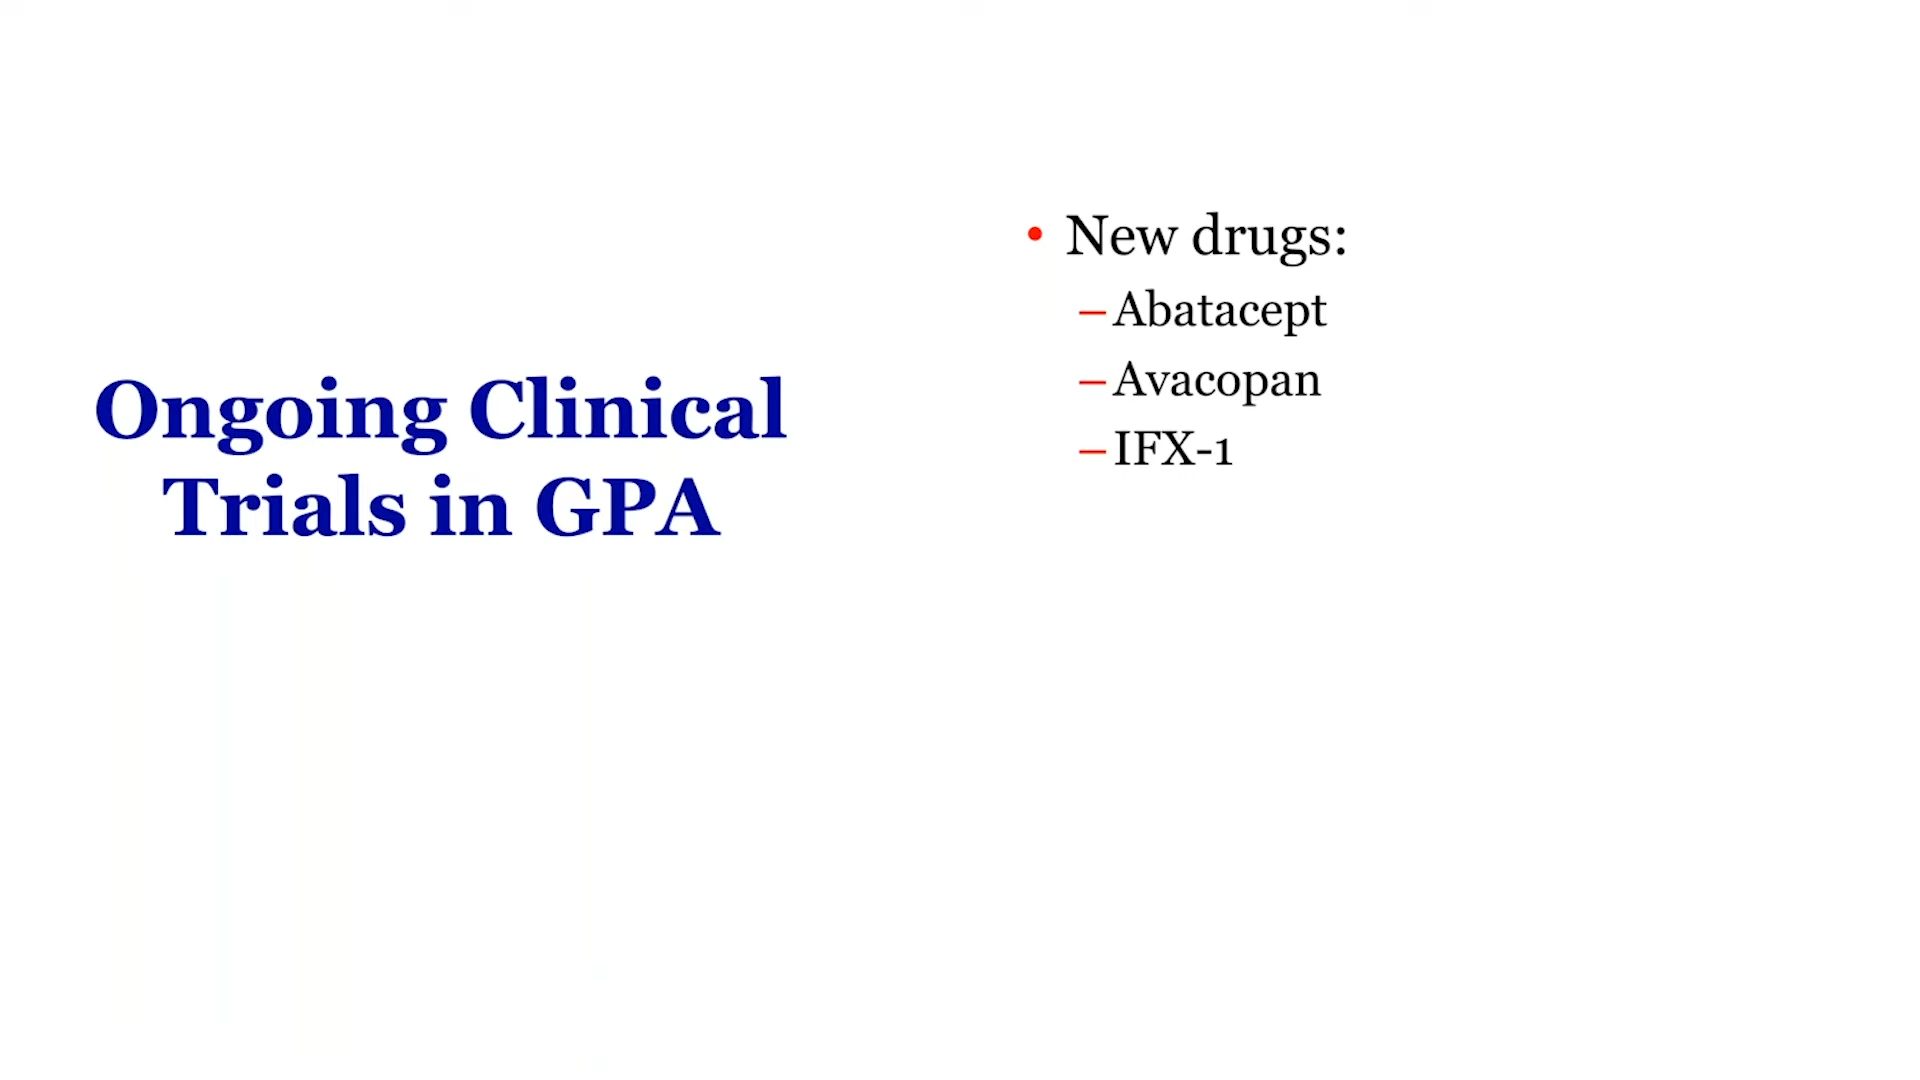 Ongoing Clinical
Trials in GPA
• New drugs:
–Abatacept
–Avacopan
–IFX-1